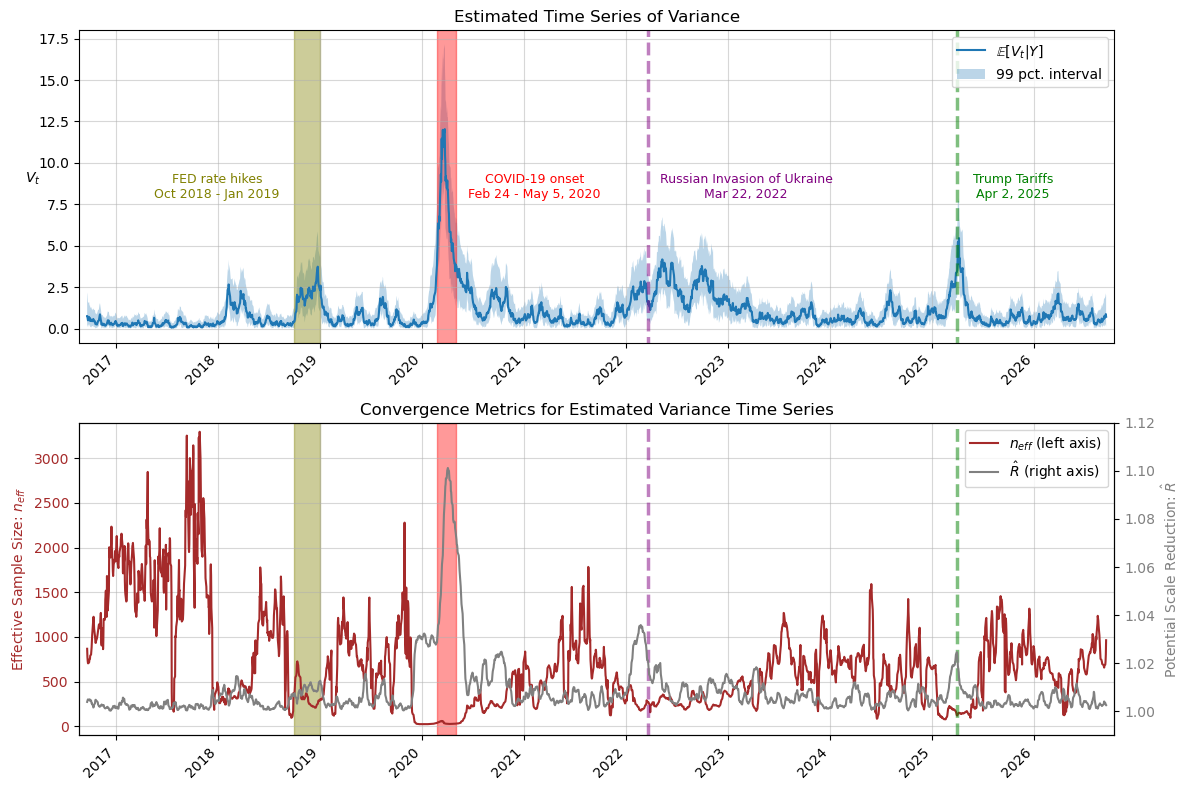 Estimated Time Series of Variance
17.5
15.0
12.5
10.0
7.5
5.0
2.5
0.0
V_t
𝔼[V_t|Y]
99 pct. interval
FED rate hikes
Oct 2018 - Jan 2019
COVID-19 onset
Feb 24 - May 5, 2020
Russian Invasion of Ukraine
Mar 22, 2022
Trump Tariffs
Apr 2, 2025
2017
2018
2019
2020
2021
2022
2023
2024
2025
2026
Convergence Metrics for Estimated Variance Time Series
Effective Sample Size: n_eff
3000
2500
2000
1500
1000
500
0
n_eff (left axis)
R̂ (right axis)
1.12
1.10
1.08
1.06
1.04
1.02
1.00
Potential Scale Reduction: R̂
2017
2018
2019
2020
2021
2022
2023
2024
2025
2026